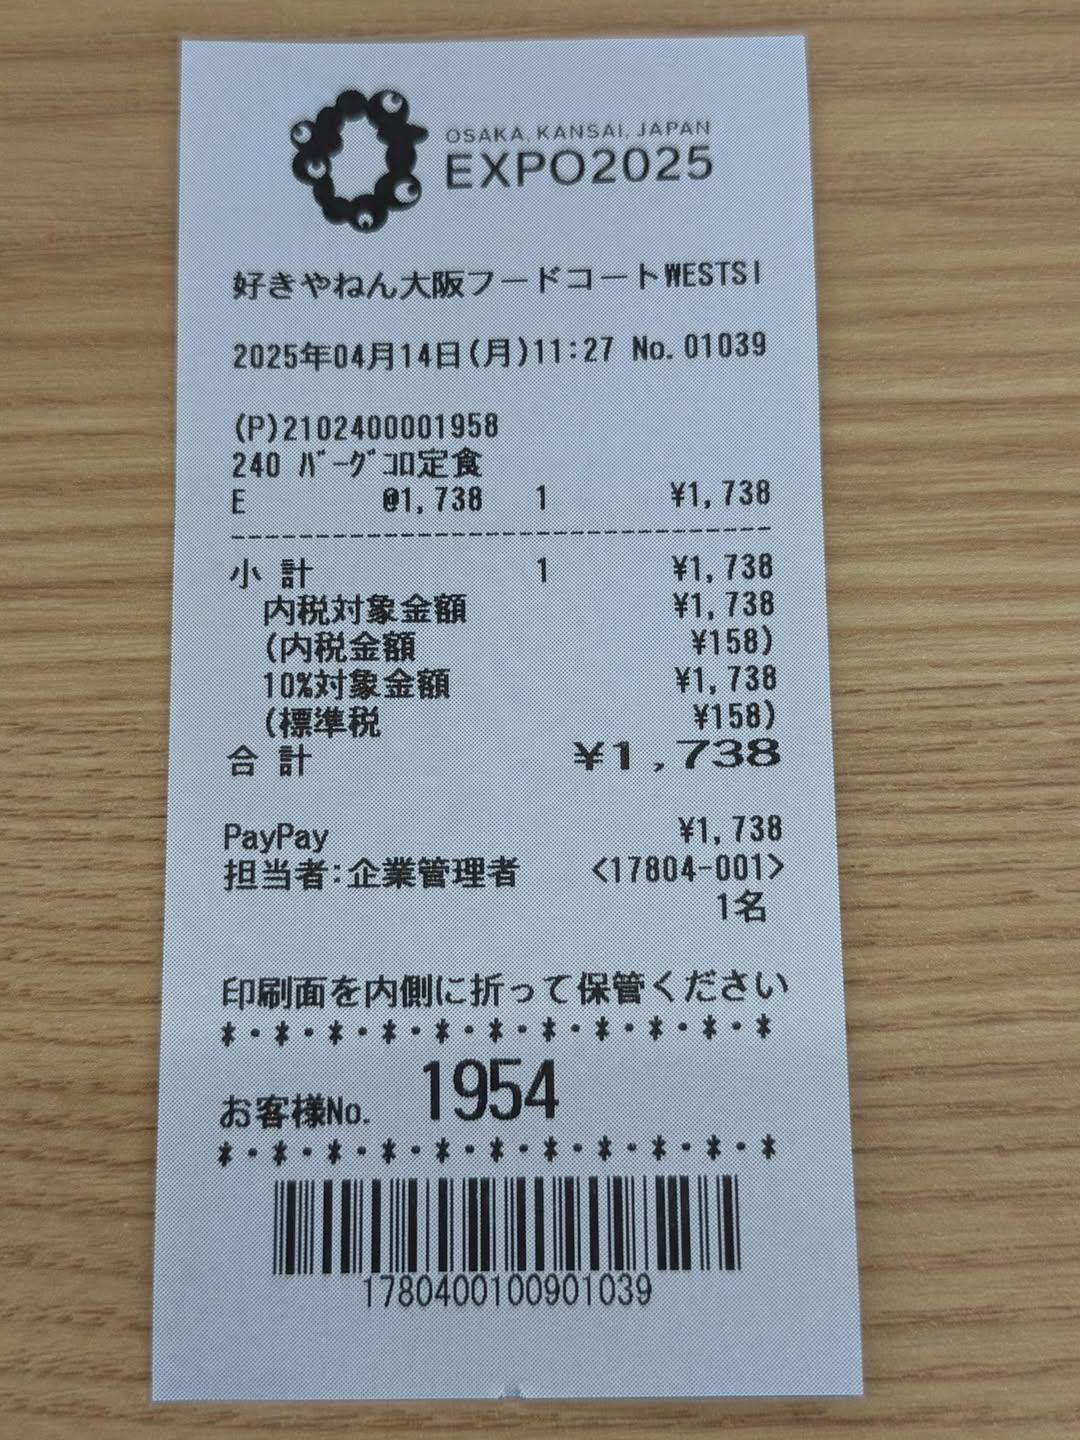 OSAKA, KANSAI, JAPAN
EXPO2025
好きやねん大阪フードコートWESTSI
2025年04月14日(月)11:27 No.01039
(P)2102400001958
240 ﾊﾞｰｸﾞｺﾛ定食
E @1,738 1 ¥1,738
小 計 1 ¥1,738
内税対象金額 ¥1,738
(内税金額 ¥158)
10%対象金額 ¥1,738
(標準税 ¥158)
合 計 ¥1,738
PayPay ¥1,738
担当者:企業管理者 <17804-001>
1名
印刷面を内側に折って保管ください
*・*・*・*・*・*・*・*・*・*・*
お客様No. 1954
*・*・*・*・*・*・*・*・*・*・*
1780400100901039